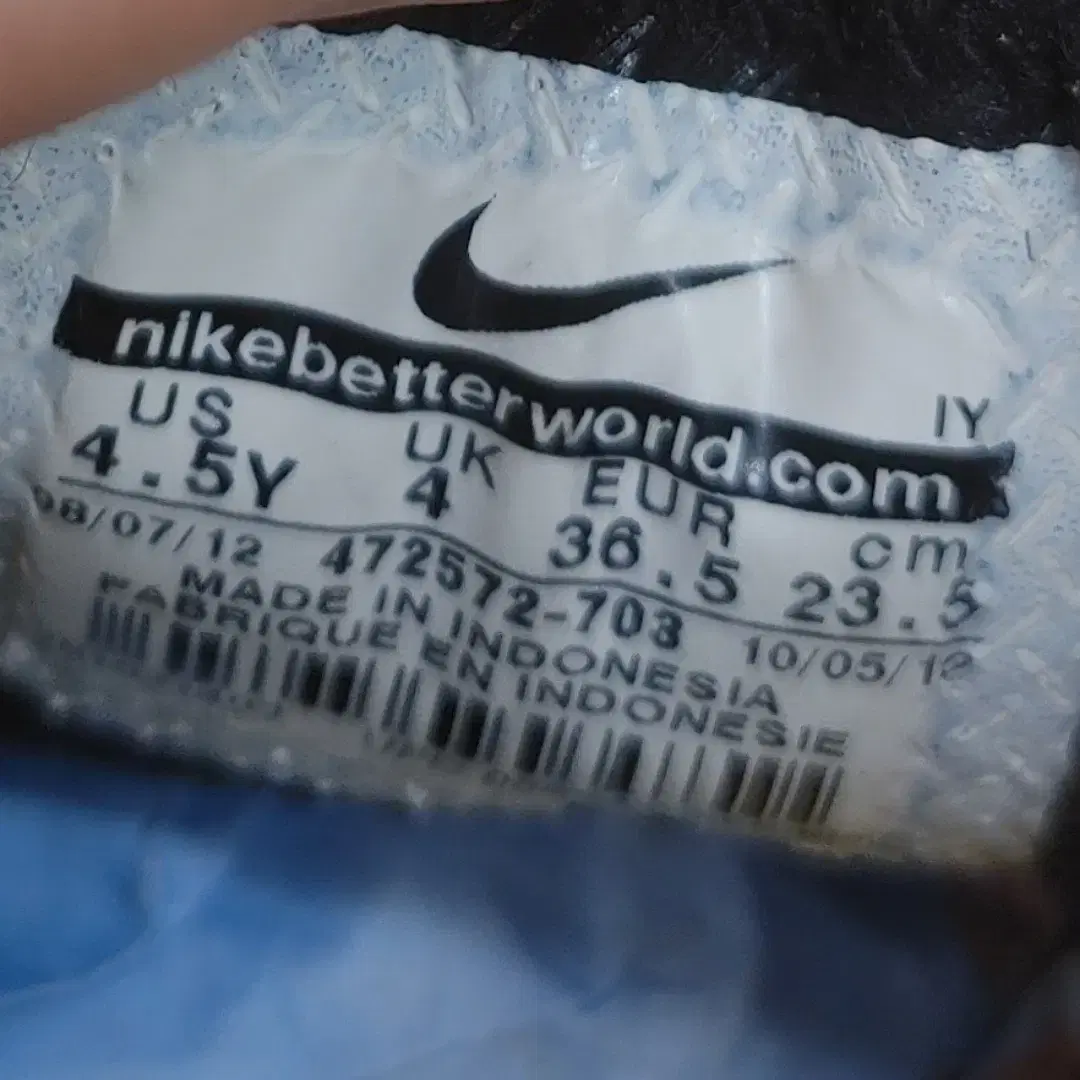 nikebetterworld.com
IY
US UK EUR cm
4.5Y 4 36.5 23.5
08/07/12 472572-703 10/05/12
MADE IN INDONESIA
FABRIQUE EN INDONESIE